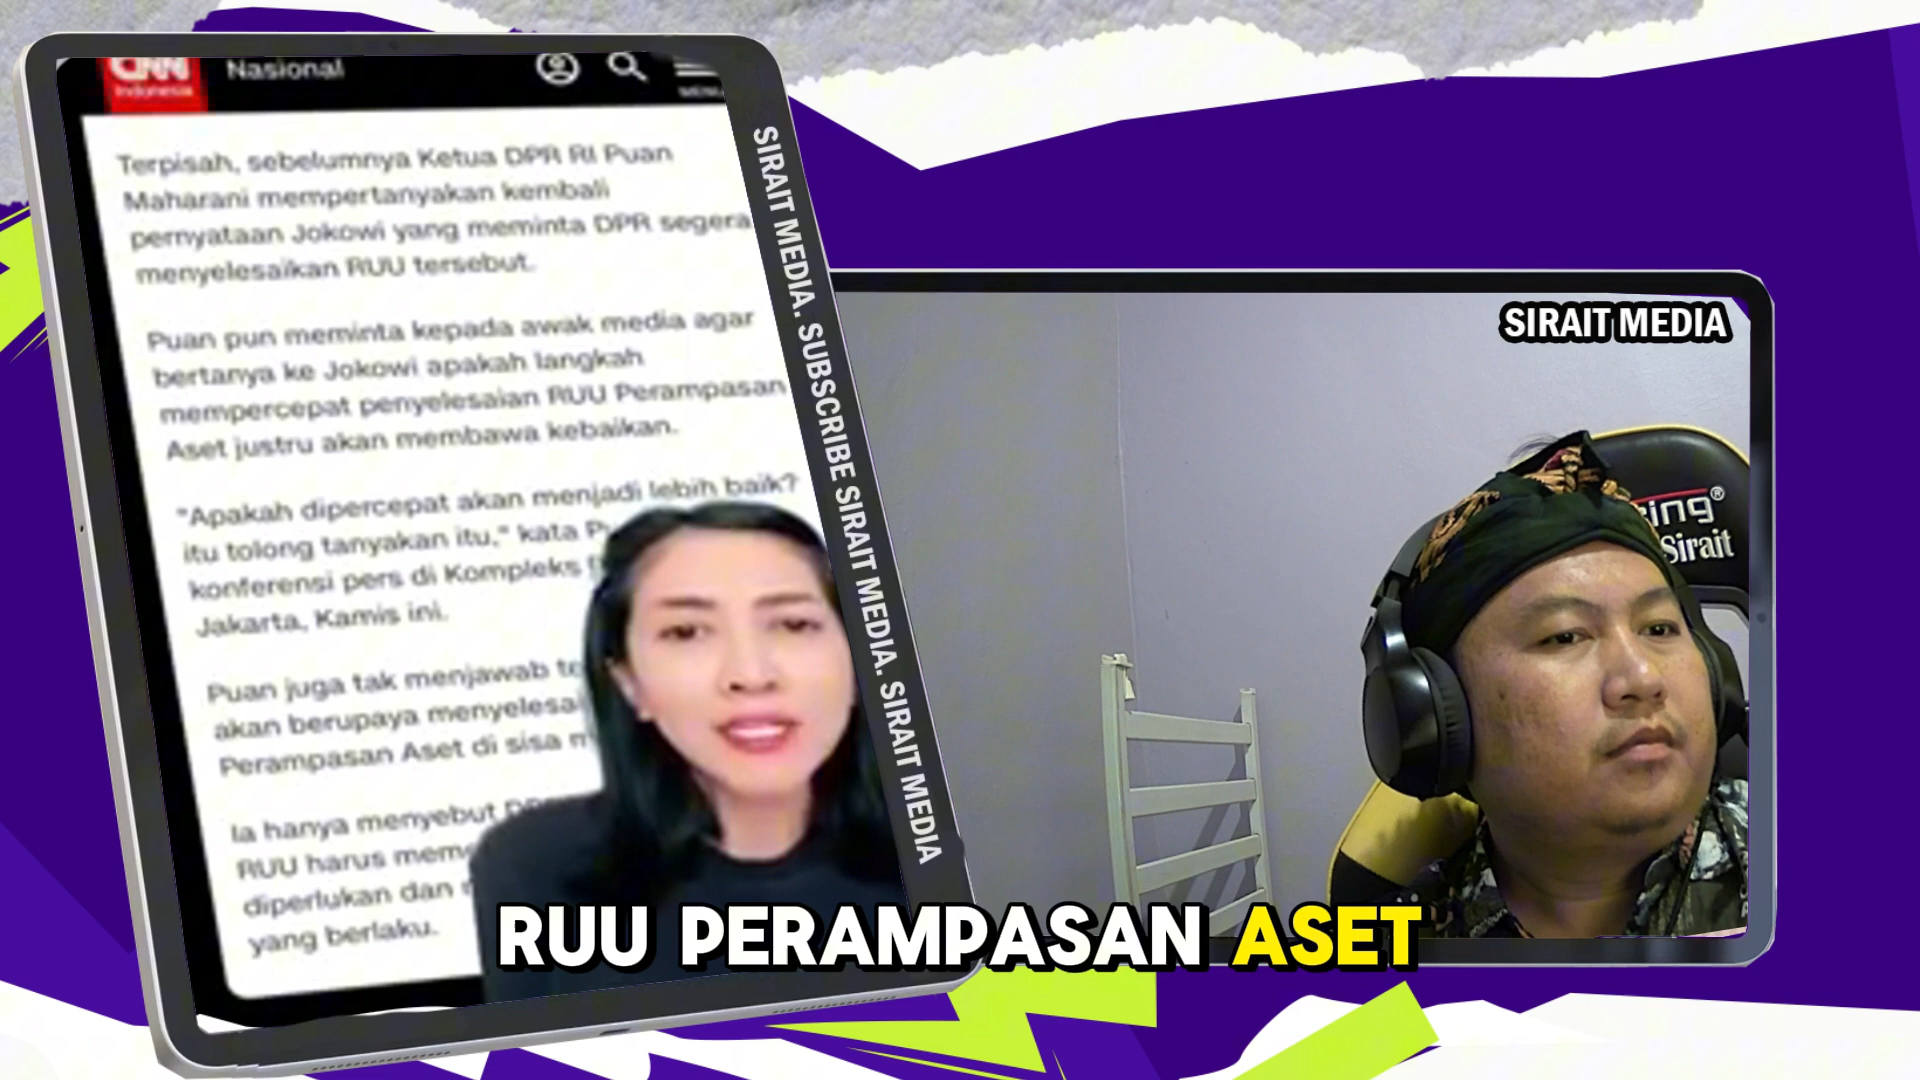 CNN
Indonesia
Nasional
MENU
Terpisah, sebelumnya Ketua DPR RI Puan
Maharani mempertanyakan kembali
pernyataan Jokowi yang meminta DPR segera
menyelesaikan RUU tersebut.
Puan pun meminta kepada awak media agar
bertanya ke Jokowi apakah langkah
mempercepat penyelesaian RUU Perampasan
Aset justru akan membawa kebaikan.
"Apakah dipercepat akan menjadi lebih baik?
itu tolong tanyakan itu," kata
konferensi pers di Kompleks
Jakarta, Kamis ini.
Puan juga tak menjawab
akan berupaya
Perampasan Aset di sisa
Ia hanya menyebut
RUU harus
diperlukan dan
yang berlaku.
SIRAIT MEDIA. SUBSCRIBE SIRAIT MEDIA. SIRAIT MEDIA
SIRAIT MEDIA
Sirait
RUU PERAMPASAN ASET